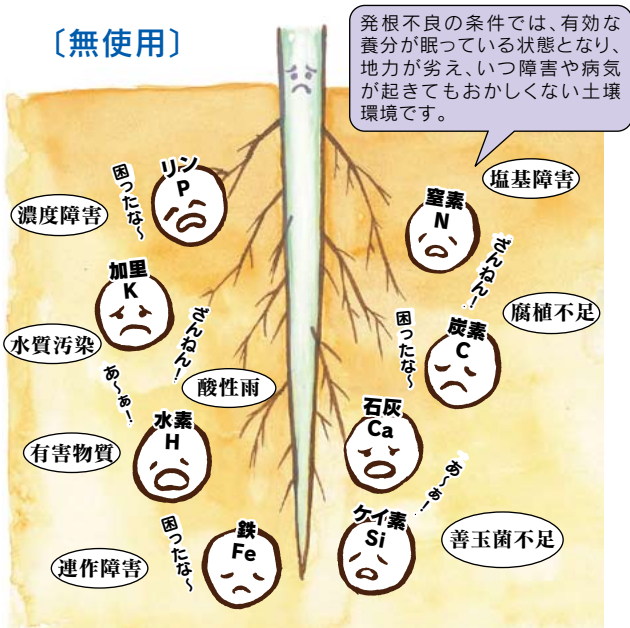 〔無使用〕
発根不良の条件では、有効な
養分が眠っている状態となり、
地力が劣え、いつ障害や病気
が起きてもおかしくない土壌
環境です。
リン
P
困ったな〜
濃度障害
塩基障害
窒素
N
ざんねん!
加里
K
ざんねん!
水質汚染
あ〜ぁ!
腐植不足
炭素
C
困ったな〜
酸性雨
水素
H
有害物質
石灰
Ca
あ〜ぁ!
困ったな〜
鉄
Fe
ケイ素
Si
善玉菌不足
連作障害